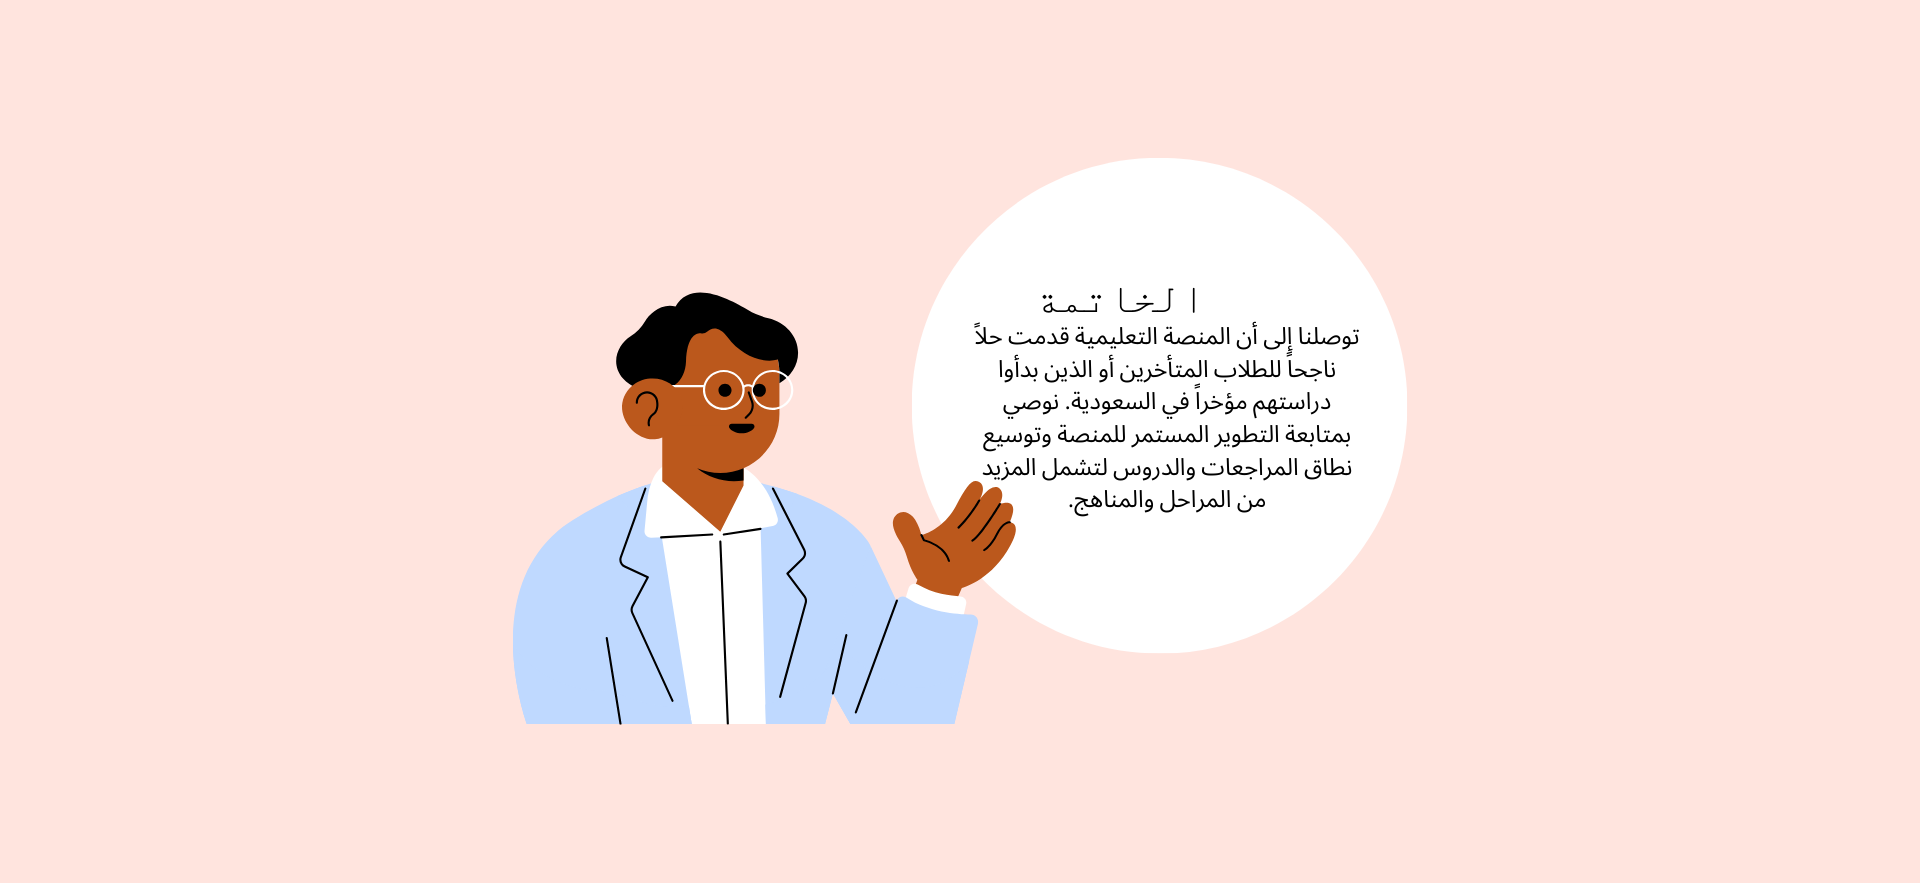 الخاتمة
توصلنا إلى أن المنصة التعليمية قدمت حلاً
ناجحاً للطلاب المتأخرين أو الذين بدأوا
دراستهم مؤخراً في السعودية. نوصي
بمتابعة التطوير المستمر للمنصة وتوسيع
نطاق المراجعات والدروس لتشمل المزيد
من المراحل والمناهج.